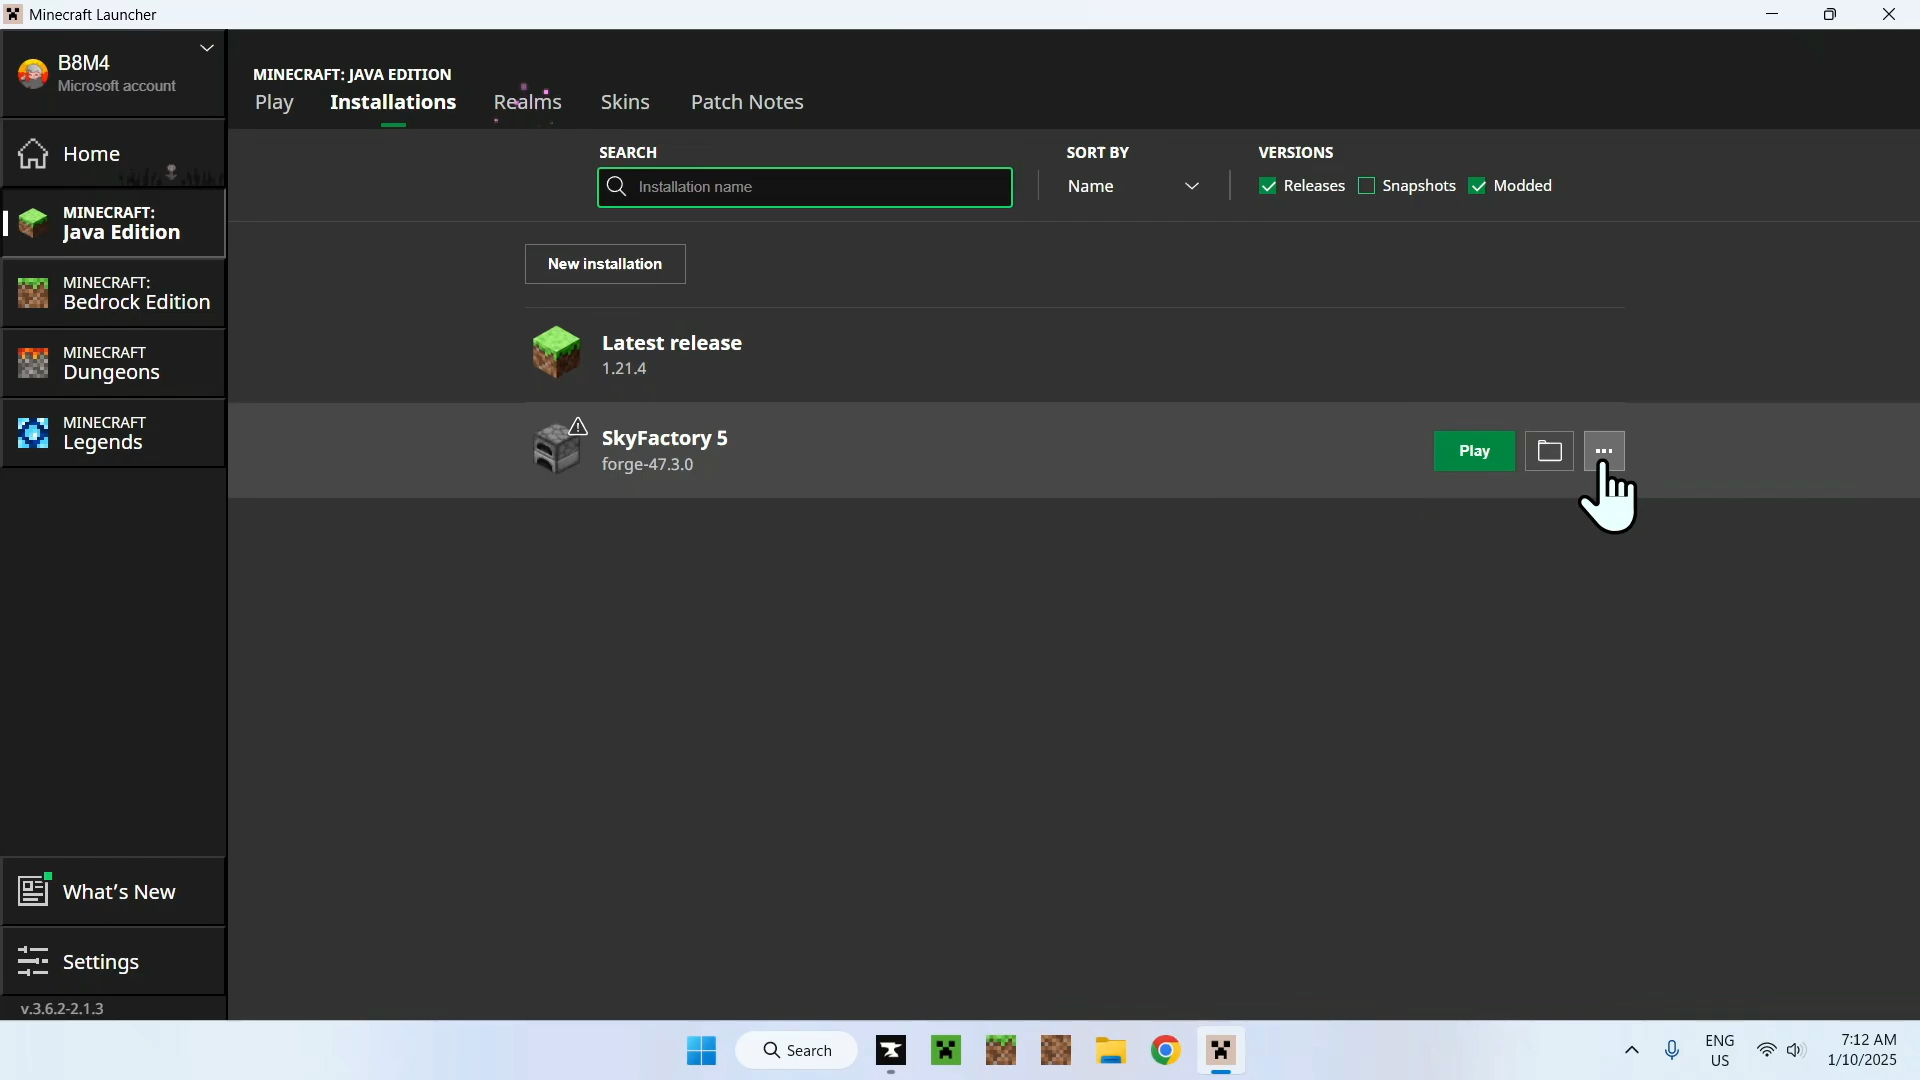 Minecraft Launcher
B8M4
Microsoft account
Home
MINECRAFT:
Java Edition
MINECRAFT:
Bedrock Edition
MINECRAFT
Dungeons
MINECRAFT
Legends
What's New
Settings
v.3.6.2-2.1.3
MINECRAFT: JAVA EDITION
Play Installations Realms Skins Patch Notes
SEARCH SORT BY VERSIONS
Installation name Name Releases Snapshots Modded
New installation
Latest release
1.21.4
SkyFactory 5
forge-47.3.0
Play
Search
ENG
US
7:12 AM
1/10/2025